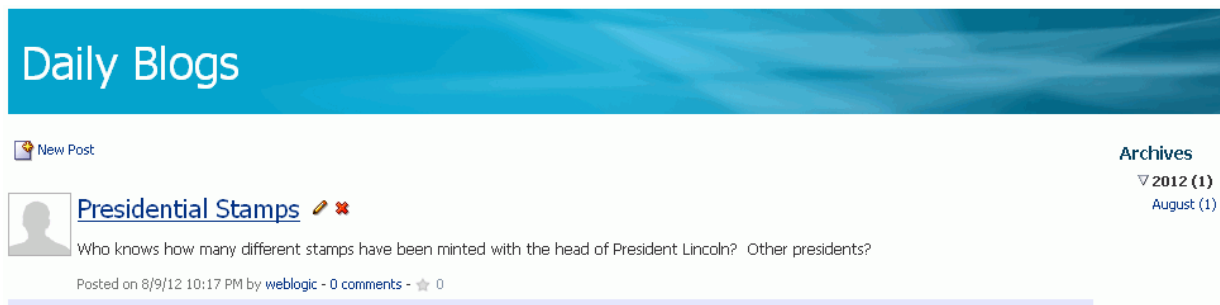 Daily Blogs
New Post
Presidential Stamps
Who knows how many different stamps have been minted with the head of President Lincoln?  Other presidents?
Posted on 8/9/12 10:17 PM by weblogic - 0 comments - 0
Archives
2012 (1)
August (1)